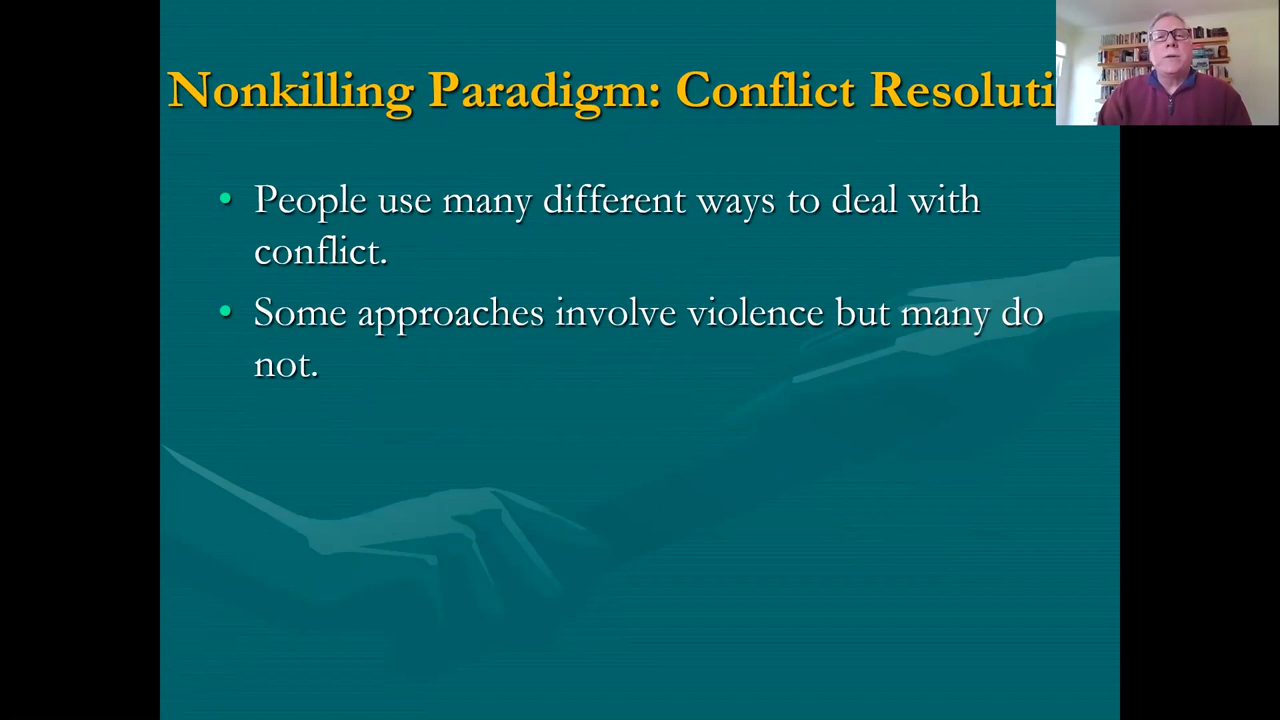 Nonkilling Paradigm: Conflict Resoluti
• People use many different ways to deal with
conflict.
• Some approaches involve violence but many do
not.